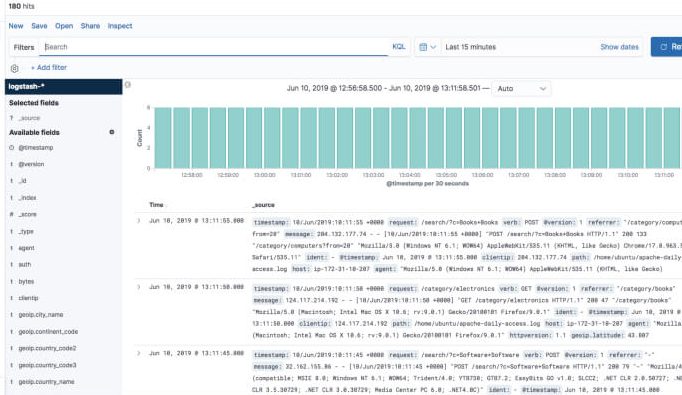 180 hits
New Save Open Share Inspect
Filters Search KQL Last 15 minutes Show dates Re
+ Add filter
logstash-*
Selected fields
? _source
Available fields
@timestamp
t @version
t _id
t _index
# _score
t _type
t agent
t auth
t bytes
t clientip
t geoip.city_name
t geoip.continent_code
t geoip.country_code2
t geoip.country_code3
t geoip.country_name
Jun 10, 2019 @ 12:56:58.500 - Jun 10, 2019 @ 13:11:58.501 — Auto
Count
6
4
2
0
12:58:00 12:59:00 13:00:00 13:01:00 13:02:00 13:03:00 13:04:00 13:05:00 13:06:00 13:07:00 13:08:00 13:09:00 13:10:00 13:11:00
@timestamp per 30 seconds
Time _source
Jun 10, 2019 @ 13:11:55.000 timestamp: 10/Jun/2019:10:11:55 +0000 request: /search/?c=Books+Books verb: POST @version: 1 referrer: "/category/comput
from=20" message: 204.132.177.74 - - [10/Jun/2019:10:11:55 +0000] "POST /search/?c=Books+Books HTTP/1.1" 200 133
"/category/computers?from=20" "Mozilla/5.0 (Windows NT 6.1; WOW64) AppleWebKit/535.11 (KHTML, like Gecko) Chrome/17.0.963.5
Safari/535.11" ident: - @timestamp: Jun 10, 2019 @ 13:11:55.000 clientip: 204.132.177.74 path: /home/ubuntu/apache-daily-
access.log host: ip-172-31-10-207 agent: "Mozilla/5.0 (Windows NT 6.1; WOW64) AppleWebKit/535.11 (KHTML, like Gecko)
Jun 10, 2019 @ 13:11:50.000 timestamp: 10/Jun/2019:10:11:50 +0000 request: /category/electronics verb: GET @version: 1 referrer: "/category/books"
message: 124.117.214.192 - - [10/Jun/2019:10:11:50 +0000] "GET /category/electronics HTTP/1.1" 200 47 "/category/books"
"Mozilla/5.0 (Macintosh; Intel Mac OS X 10.6; rv:9.0.1) Gecko/20100101 Firefox/9.0.1" ident: - @timestamp: Jun 10, 2019 @
13:11:50.000 clientip: 124.117.214.192 path: /home/ubuntu/apache-daily-access.log host: ip-172-31-10-207 agent: "Mozilla
(Macintosh; Intel Mac OS X 10.6; rv:9.0.1) Gecko/20100101 Firefox/9.0.1" httpversion: 1.1 geoip.latitude: 43.807
Jun 10, 2019 @ 13:11:45.000 timestamp: 10/Jun/2019:10:11:45 +0000 request: /search/?c=Software+Software verb: POST @version: 1 referrer: "-"
message: 32.162.155.86 - - [10/Jun/2019:10:11:45 +0000] "POST /search/?c=Software+Software HTTP/1.1" 200 79 "-" "Mozilla/4
(compatible; MSIE 8.0; Windows NT 6.1; WOW64; Trident/4.0; YTB730; GTB7.2; EasyBits GO v1.0; SLCC2; .NET CLR 2.0.50727; .N
CLR 3.5.30729; .NET CLR 3.0.30729; Media Center PC 6.0; .NET4.0C)" ident: - @timestamp: Jun 10, 2019 @ 13:11:45.000